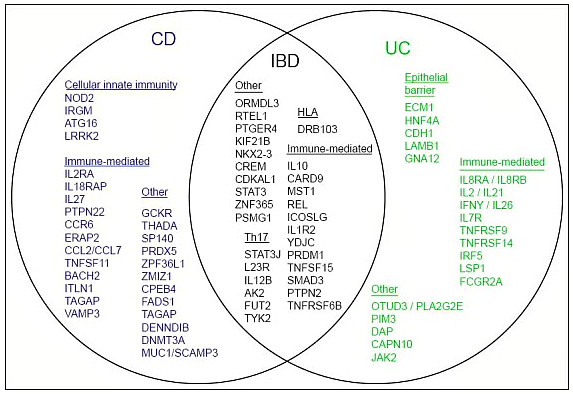 CD
UC
IBD
Cellular innate immunity
NOD2
IRGM
ATG16
LRRK2
Immune-mediated
IL2RA
IL18RAP
IL27
PTPN22
CCR6
ERAP2
CCL2/CCL7
TNFSF11
BACH2
ITLN1
TAGAP
VAMP3
Other
GCKR
THADA
SP140
PRDX5
ZPF36L1
ZMIZ1
CPEB4
FADS1
TAGAP
DENNDIB
DNMT3A
MUC1/SCAMP3
Other
ORMDL3
RTEL1
PTGER4
KIF21B
NKX2-3
CREM
CDKAL1
STAT3
ZNF365
PSMG1
Th17
STAT3J
L23R
IL12B
AK2
FUT2
TYK2
HLA
DRB103
Immune-mediated
IL10
CARD9
MST1
REL
ICOSLG
IL1R2
YDJC
PRDM1
TNFSF15
SMAD3
PTPN2
TNFRSF6B
Epithelial
barrier
ECM1
HNF4A
CDH1
LAMB1
GNA12
Immune-mediated
IL8RA / IL8RB
IL2 / IL21
IFNY / IL26
IL7R
TNFRSF9
TNFRSF14
IRF5
LSP1
FCGR2A
Other
OTUD3 / PLA2G2E
PIM3
DAP
CAPN10
JAK2